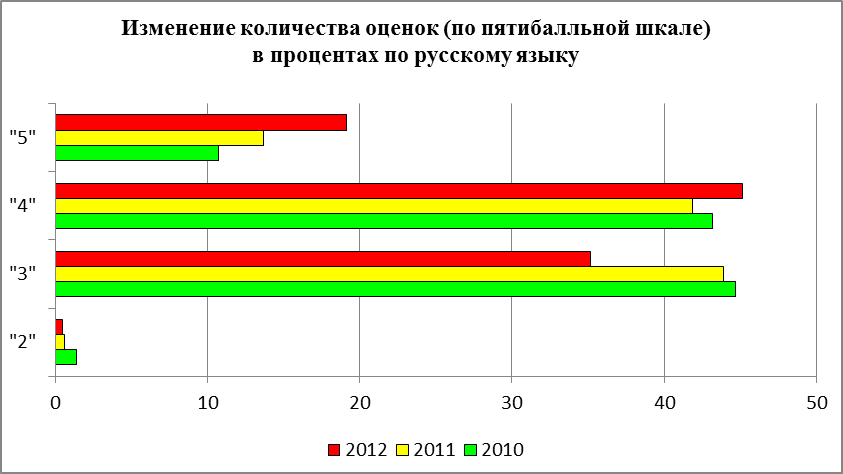 Изменение количества оценок (по пятибалльной шкале)
в процентах по русскому языку
"5"
"4"
"3"
"2"
0 10 20 30 40 50
2012 2011 2010